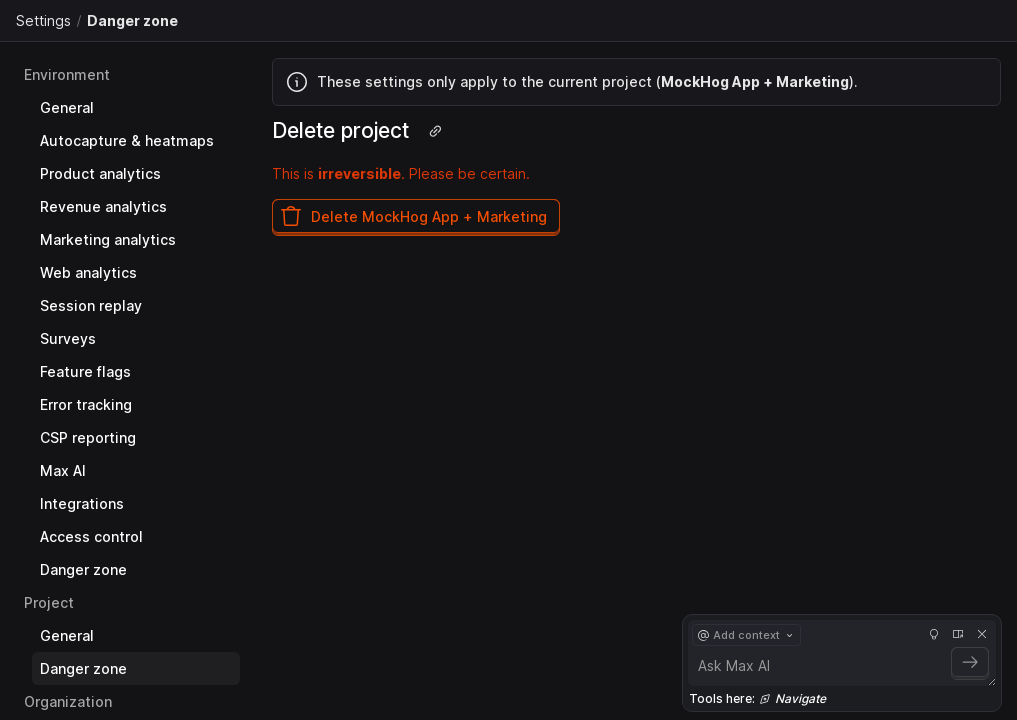 Settings / Danger zone
Environment
General
Autocapture & heatmaps
Product analytics
Revenue analytics
Marketing analytics
Web analytics
Session replay
Surveys
Feature flags
Error tracking
CSP reporting
Max AI
Integrations
Access control
Danger zone
Project
General
Danger zone
Organization
These settings only apply to the current project (MockHog App + Marketing).
Delete project
This is irreversible. Please be certain.
Delete MockHog App + Marketing
@ Add context
Ask Max AI
Tools here: Navigate